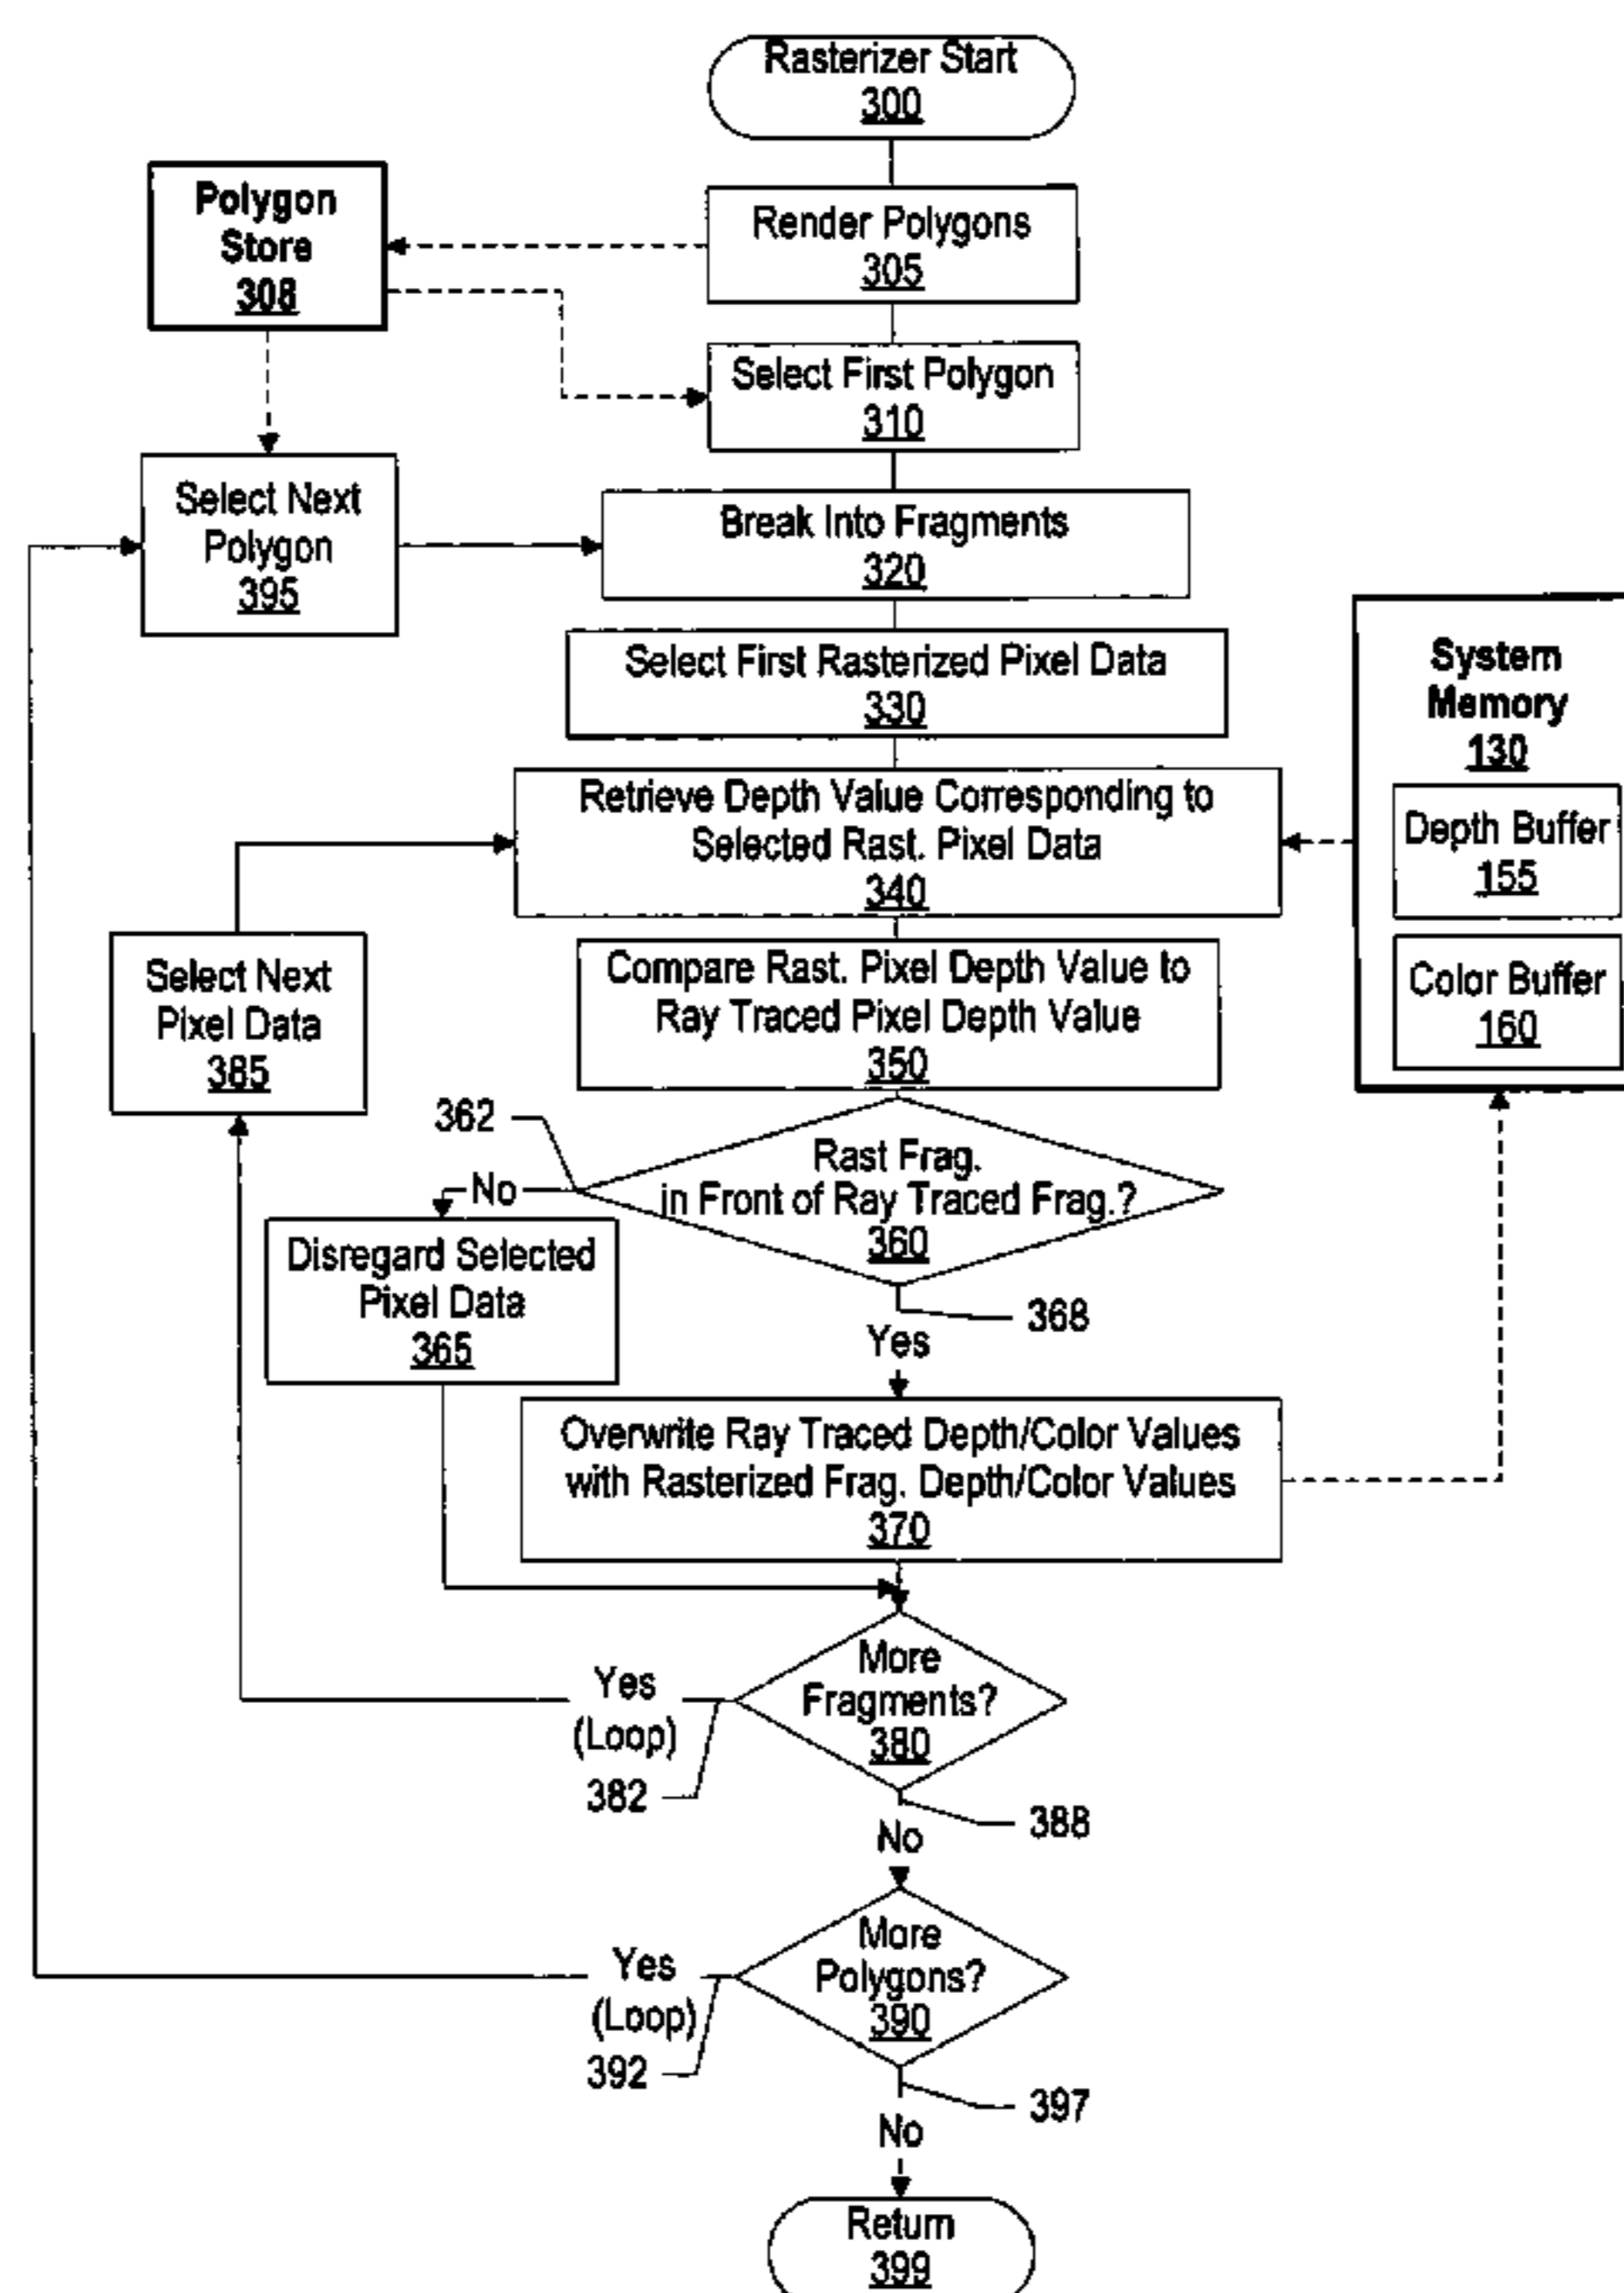 Rasterizer Start
300
Polygon
Store
308
Render Polygons
305
Select First Polygon
310
Select Next
Polygon
395
Break Into Fragments
320
Select First Rasterized Pixel Data
330
System
Memory
130
Depth Buffer
155
Color Buffer
160
Retrieve Depth Value Corresponding to
Selected Rast. Pixel Data
340
Select Next
Pixel Data
385
Compare Rast. Pixel Depth Value to
Ray Traced Pixel Depth Value
350
362
No
Rast Frag.
in Front of Ray Traced Frag.?
360
Disregard Selected
Pixel Data
365
368
Yes
Overwrite Ray Traced Depth/Color Values
with Rasterized Frag. Depth/Color Values
370
More
Fragments?
380
Yes
(Loop)
382
388
No
More
Polygons?
390
Yes
(Loop)
392
397
No
Return
399